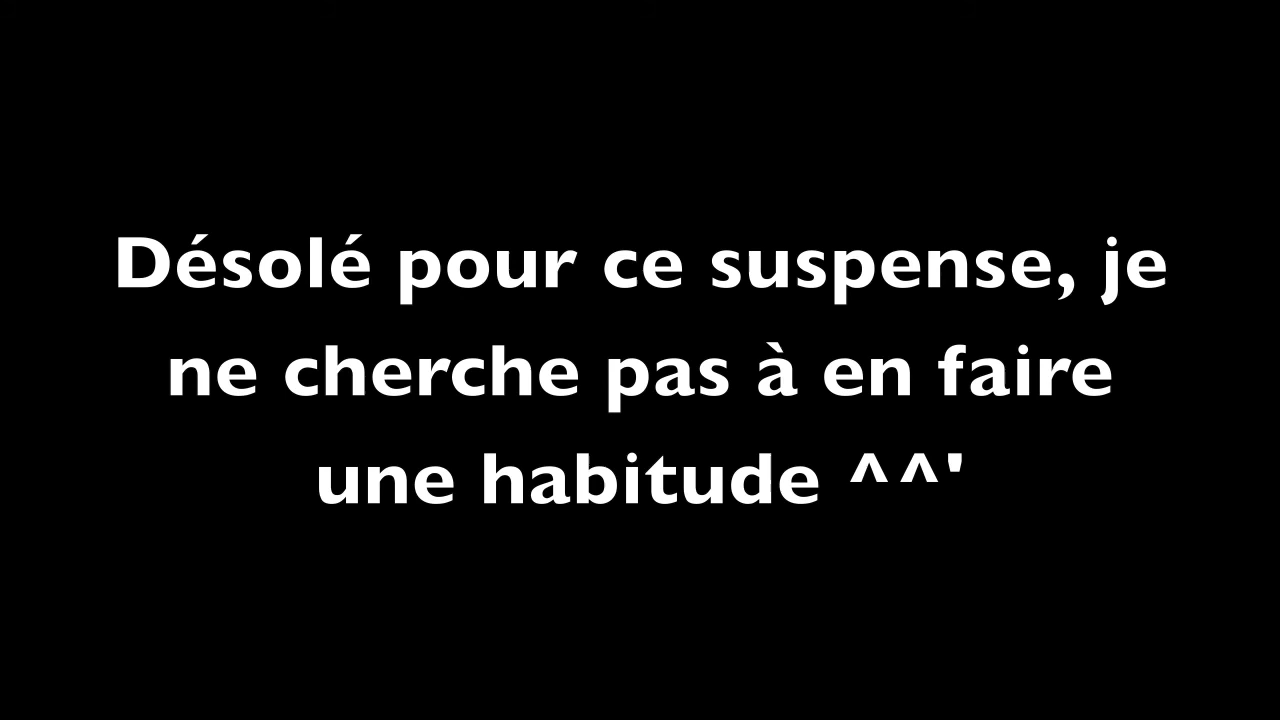 Désolé pour ce suspense, je
ne cherche pas à en faire
une habitude ^^'